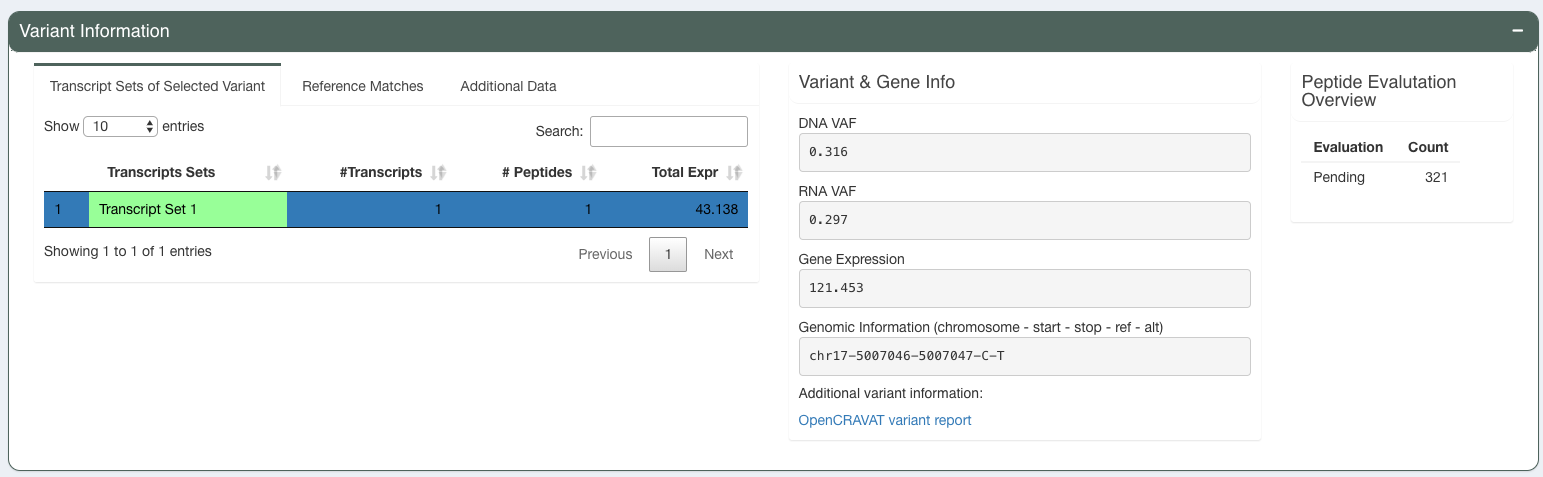 Variant Information
Transcript Sets of Selected Variant Reference Matches Additional Data
Show 10 entries
Search:
Transcripts Sets #Transcripts # Peptides Total Expr
1 Transcript Set 1 1 1 43.138
Showing 1 to 1 of 1 entries
Previous 1 Next
Variant & Gene Info
DNA VAF
0.316
RNA VAF
0.297
Gene Expression
121.453
Genomic Information (chromosome - start - stop - ref - alt)
chr17-5007046-5007047-C-T
Additional variant information:
OpenCRAVAT variant report
Peptide Evalutation
Overview
Evaluation Count
Pending 321